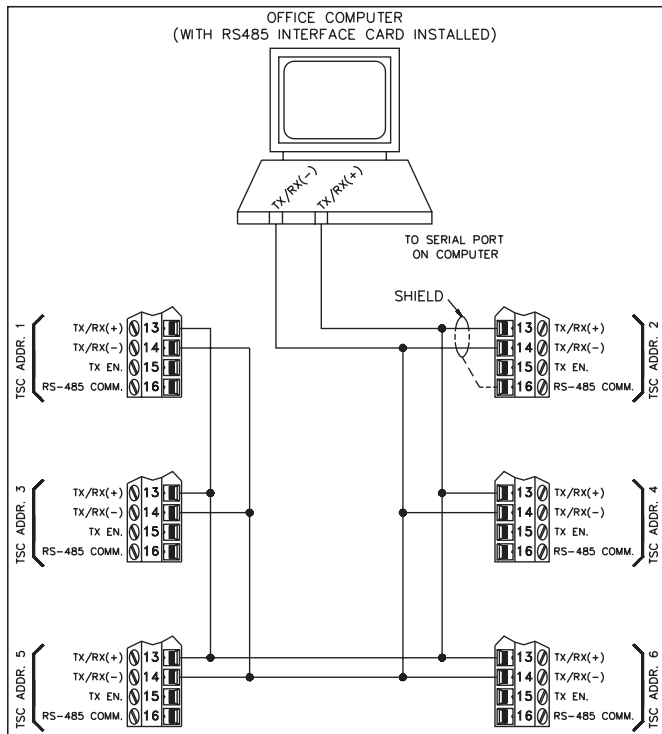 OFFICE COMPUTER
(WITH RS485 INTERFACE CARD INSTALLED)
TX/RX(-)
TX/RX(+)
TO SERIAL PORT
ON COMPUTER
SHIELD
TSC ADDR. 1
TX/RX(+) 13
TX/RX(-) 14
TX EN. 15
RS-485 COMM. 16
13 TX/RX(+)
14 TX/RX(-)
15 TX EN.
16 RS-485 COMM.
TSC ADDR. 2
TSC ADDR. 3
TX/RX(+) 13
TX/RX(-) 14
TX EN. 15
RS-485 COMM. 16
13 TX/RX(+)
14 TX/RX(-)
15 TX EN.
16 RS-485 COMM.
TSC ADDR. 4
TSC ADDR. 5
TX/RX(+) 13
TX/RX(-) 14
TX EN. 15
RS-485 COMM. 16
13 TX/RX(+)
14 TX/RX(-)
15 TX EN.
16 RS-485 COMM.
TSC ADDR. 6